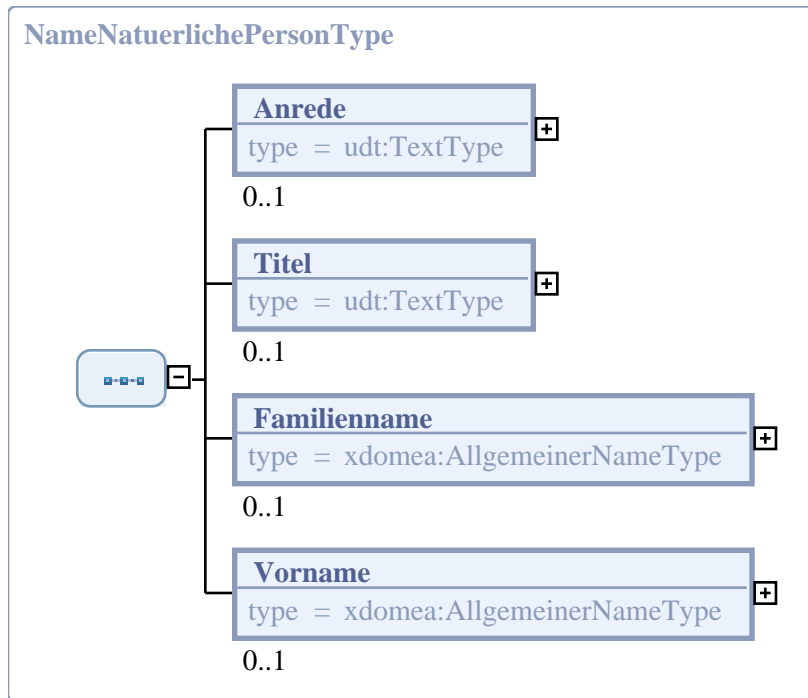 NameNatuerlichePersonType
Anrede
type = udt:TextType
0..1
Titel
type = udt:TextType
0..1
Familienname
type = xdomea:AllgemeinerNameType
0..1
Vorname
type = xdomea:AllgemeinerNameType
0..1